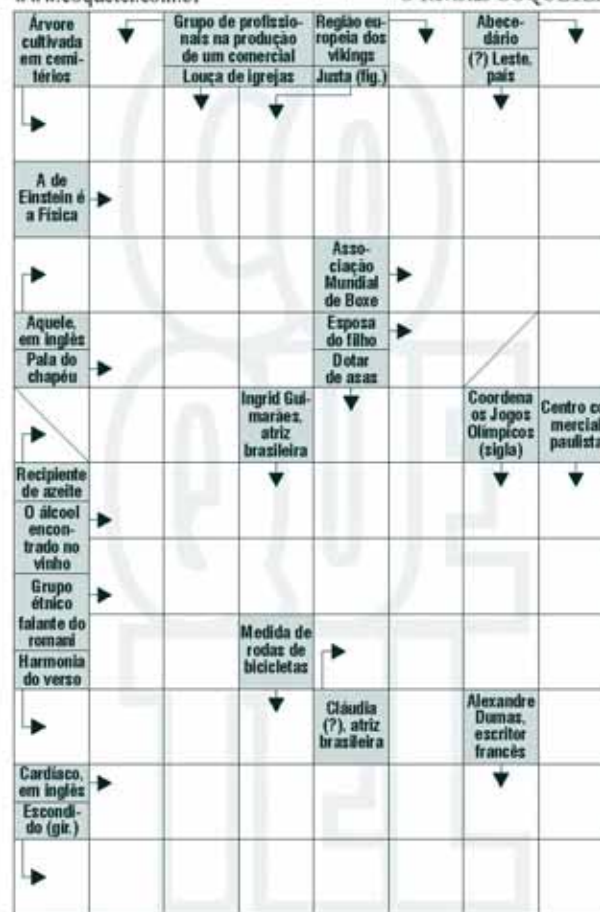 Árvore
cultivada
em cemi-
térios
Grupo de profissio-
nais na produção
de um comercial
Louça de igrejas
Região eu-
ropeia dos
vikings
Justa (fig.)
Abece-
dário
(?) Leste,
país
A de
Einstein é
a Física
Asso-
ciação
Mundial
de Boxe
Aquele,
em inglês
Pala do
chapéu
Esposa
do filho
Dotar
de asas
Ingrid Gui-
marães,
atriz
brasileira
Coordena
os Jogos
Olímpicos
(sigla)
Centro co
mercial
paulista
Recipiente
de azeite
O álcool
encon-
trado no
vinho
Grupo
étnico
falante do
romani
Harmonia
do verso
Medida de
rodas de
bicicletas
Cláudia
(?), atriz
brasileira
Alexandre
Dumas,
escritor
francês
Cardíaco,
em inglês
Escondi-
do (gír.)